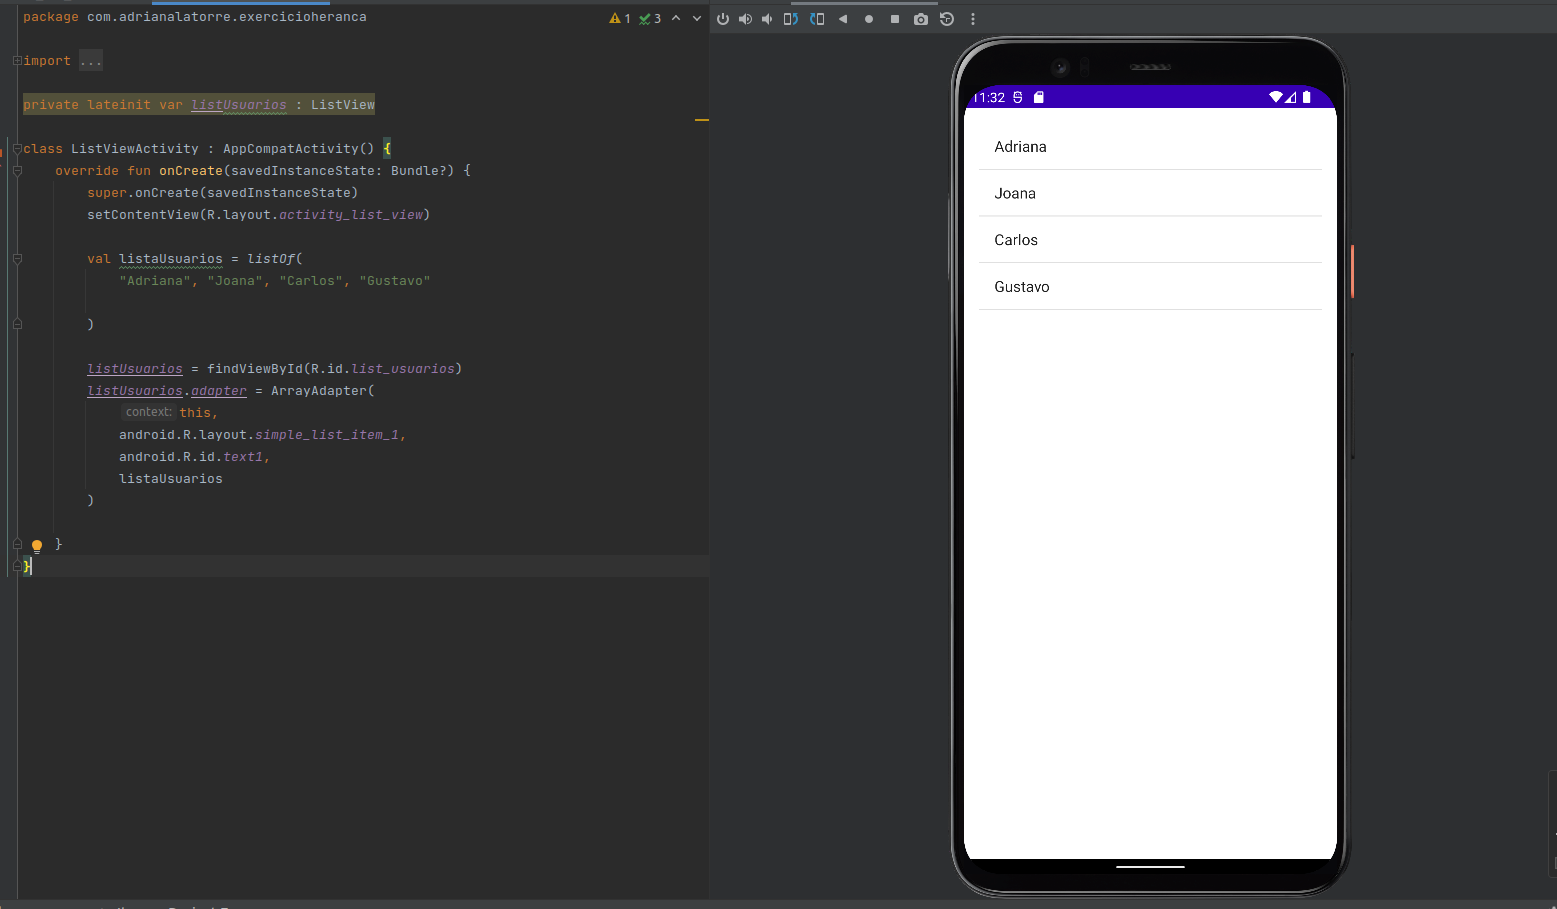 package com.adrianalatorre.exercicioheranca
1 3
import ...
private lateinit var listUsuarios : ListView
class ListViewActivity : AppCompatActivity() {
override fun onCreate(savedInstanceState: Bundle?) {
super.onCreate(savedInstanceState)
setContentView(R.layout.activity_list_view)
val listaUsuarios = listOf(
"Adriana", "Joana", "Carlos", "Gustavo"
)
listUsuarios = findViewById(R.id.list_usuarios)
listUsuarios.adapter = ArrayAdapter(
context: this,
android.R.layout.simple_list_item_1,
android.R.id.text1,
listaUsuarios
)
}
}
11:32
Adriana
Joana
Carlos
Gustavo